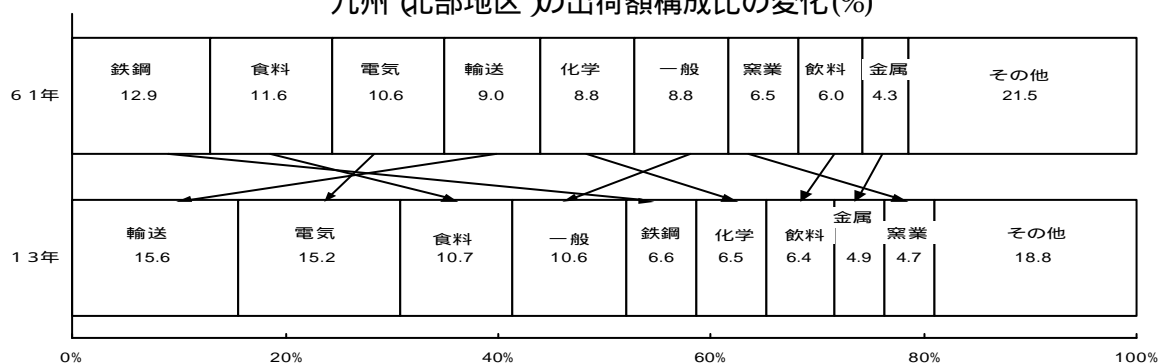 九州(北部地区)の出荷額構成比の変化(%)
61年
鉄鋼 食料 電気 輸送 化学 一般 窯業 飲料 金属 その他
12.9 11.6 10.6 9.0 8.8 8.8 6.5 6.0 4.3 21.5
13年
輸送 電気 食料 一般 鉄鋼 化学 飲料 金属 窯業 その他
15.6 15.2 10.7 10.6 6.6 6.5 6.4 4.9 4.7 18.8
0% 20% 40% 60% 80% 100%